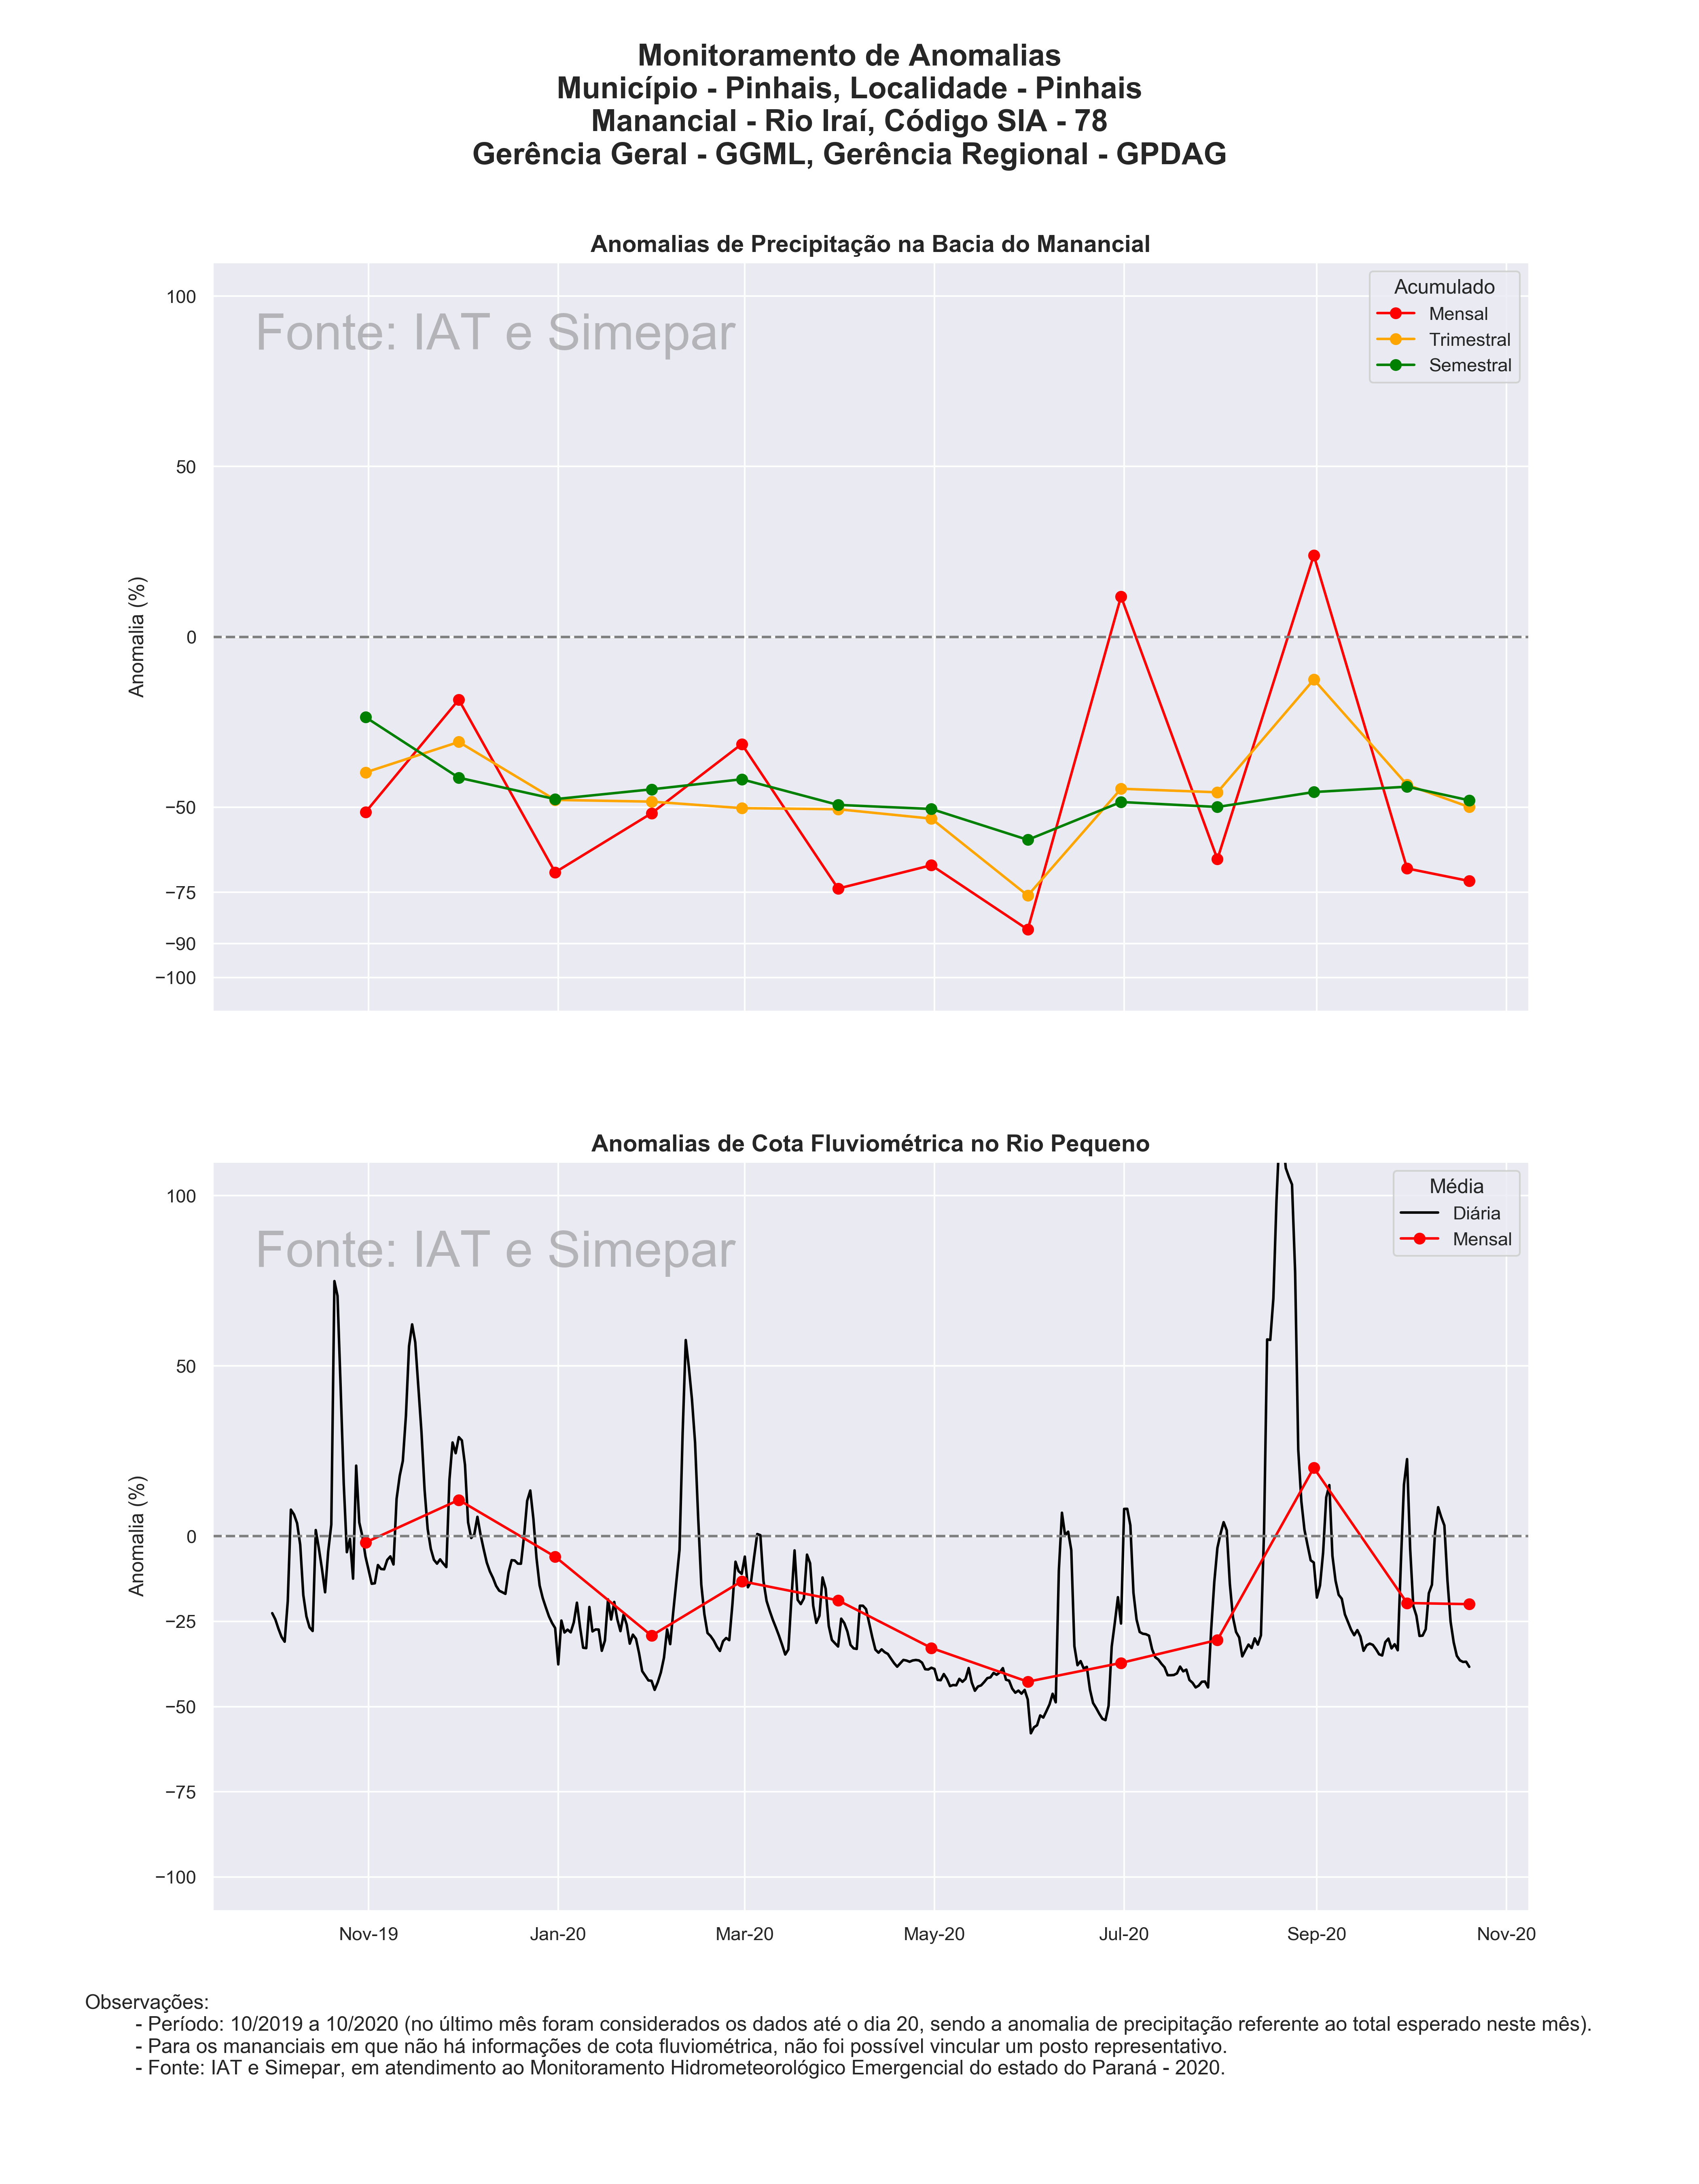 Monitoramento de Anomalias
Município - Pinhais, Localidade - Pinhais
Manancial - Rio Iraí, Código SIA - 78
Gerência Geral - GGML, Gerência Regional - GPDAG
Anomalias de Precipitação na Bacia do Manancial
Fonte: IAT e Simepar
Acumulado
Mensal
Trimestral
Semestral
Anomalia (%)
100
50
0
−50
−75
−90
−100
Anomalias de Cota Fluviométrica no Rio Pequeno
Fonte: IAT e Simepar
Média
Diária
Mensal
Anomalia (%)
100
50
0
−25
−50
−75
−100
Nov-19 Jan-20 Mar-20 May-20 Jul-20 Sep-20 Nov-20
Observações:
- Período: 10/2019 a 10/2020 (no último mês foram considerados os dados até o dia 20, sendo a anomalia de precipitação referente ao total esperado neste mês).
- Para os mananciais em que não há informações de cota fluviométrica, não foi possível vincular um posto representativo.
- Fonte: IAT e Simepar, em atendimento ao Monitoramento Hidrometeorológico Emergencial do estado do Paraná - 2020.